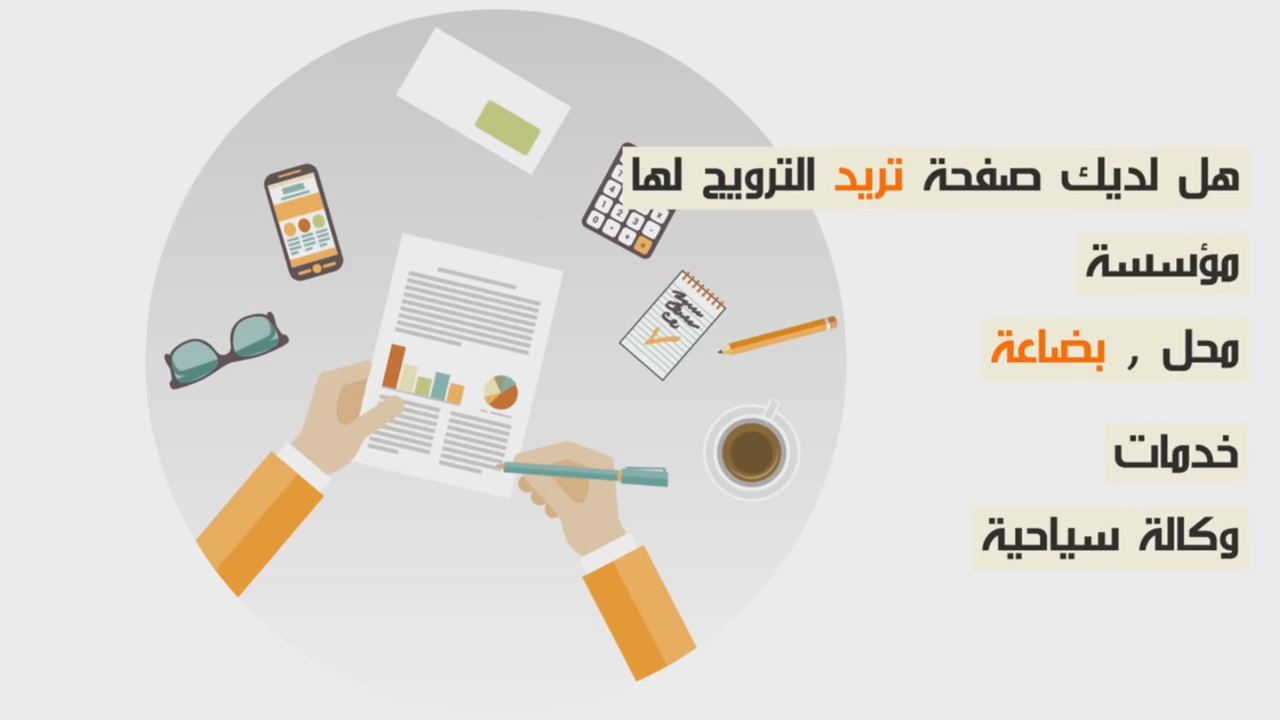 هل لديك صفحة تريد الترويج لها
مؤسسة
محل , بضاعة
خدمات
وكالة سياحية